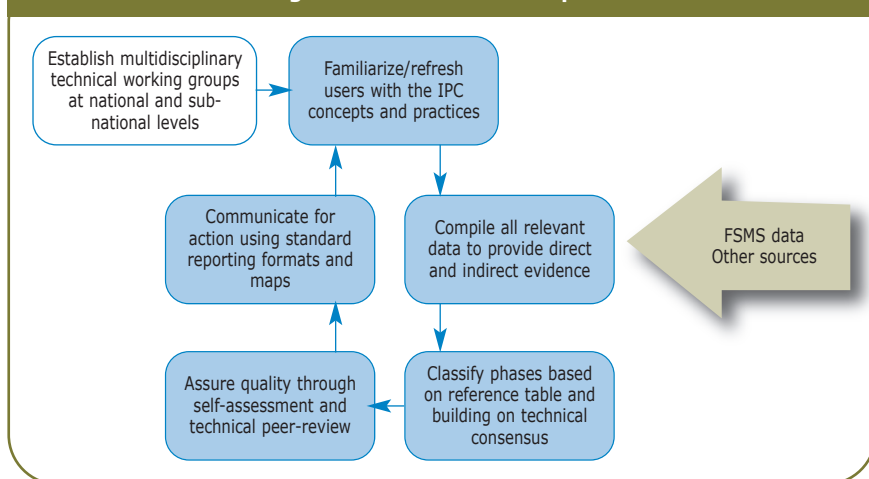 Establish multidisciplinary
technical working groups
at national and sub-
national levels
Familiarize/refresh
users with the IPC
concepts and practices
Communicate for
action using standard
reporting formats and
maps
Compile all relevant
data to provide direct
and indirect evidence
FSMS data
Other sources
Assure quality through
self-assessment and
technical peer-review
Classify phases based
on reference table and
building on technical
consensus